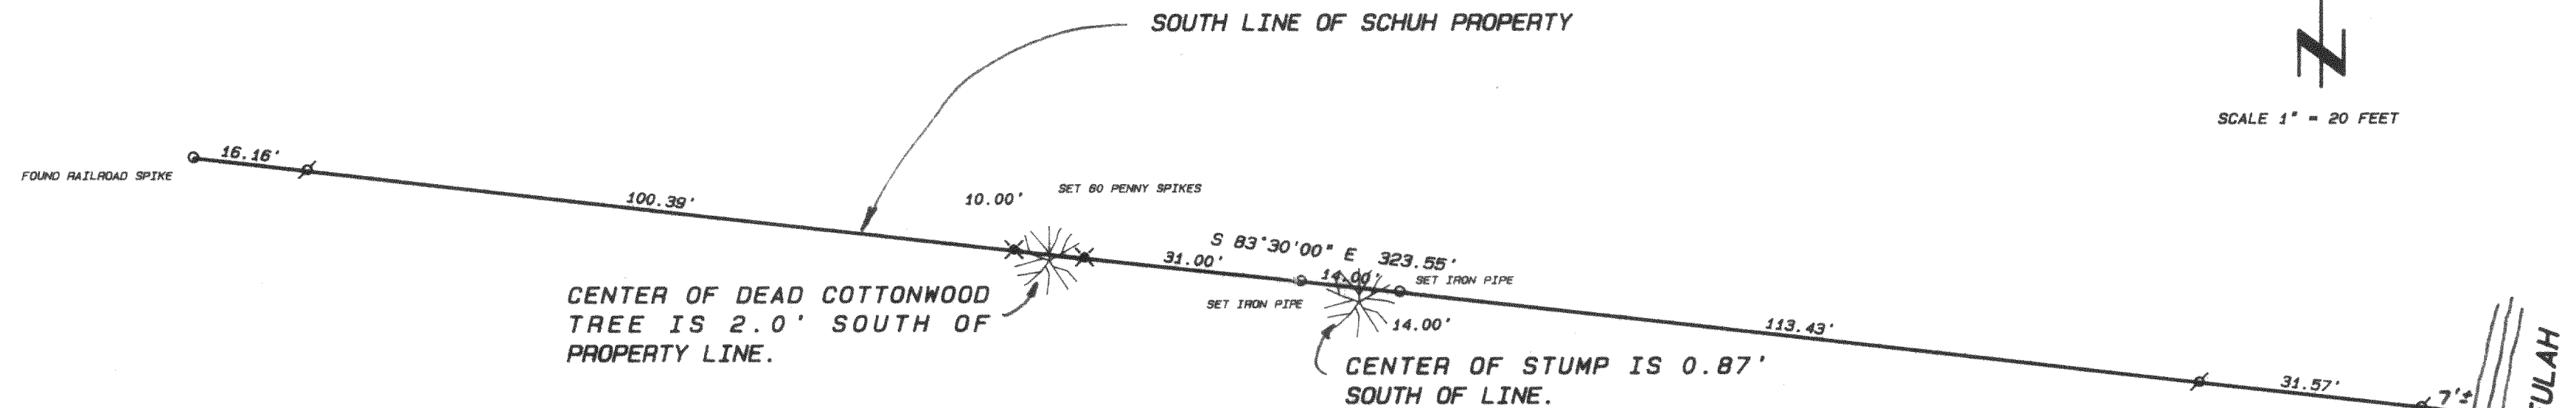 SOUTH LINE OF SCHUH PROPERTY
SCALE 1" = 20 FEET
16.16'
FOUND RAILROAD SPIKE
100.39'
10.00'
SET 60 PENNY SPIKES
S 83°30'00" E 323.55'
31.00'
14.00'
SET IRON PIPE
SET IRON PIPE
14.00'
CENTER OF DEAD COTTONWOOD
TREE IS 2.0' SOUTH OF
PROPERTY LINE.
CENTER OF STUMP IS 0.87'
SOUTH OF LINE.
113.43'
31.57'
7'±